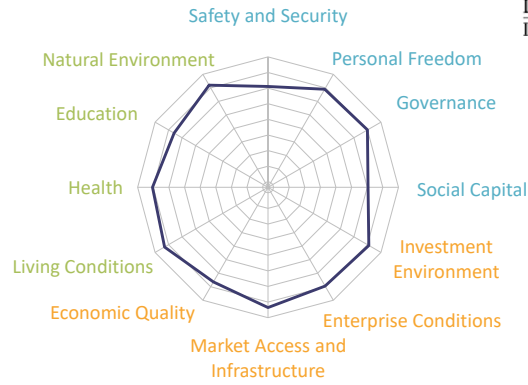 Safety and Security
Natural Environment
Personal Freedom
Education
Governance
Health
Social Capital
Living Conditions
Investment
Environment
Economic Quality
Enterprise Conditions
Market Access and
Infrastructure